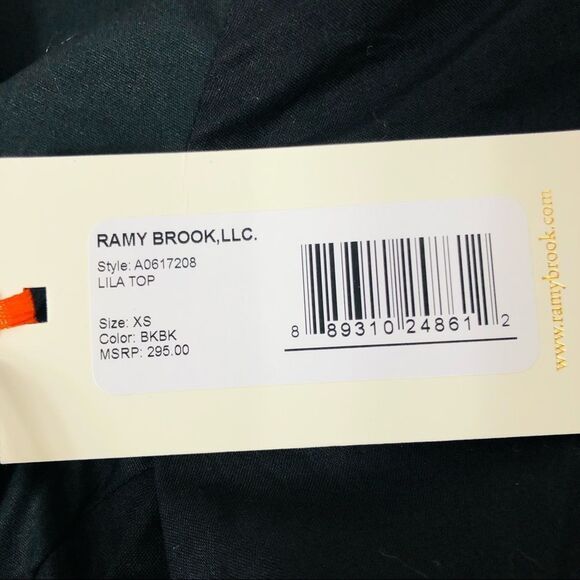 RAMY BROOK,LLC.
Style: A0617208
LILA TOP
Size: XS
Color: BKBK
MSRP: 295.00
8 89310 24861 2
www.ramybrook.com